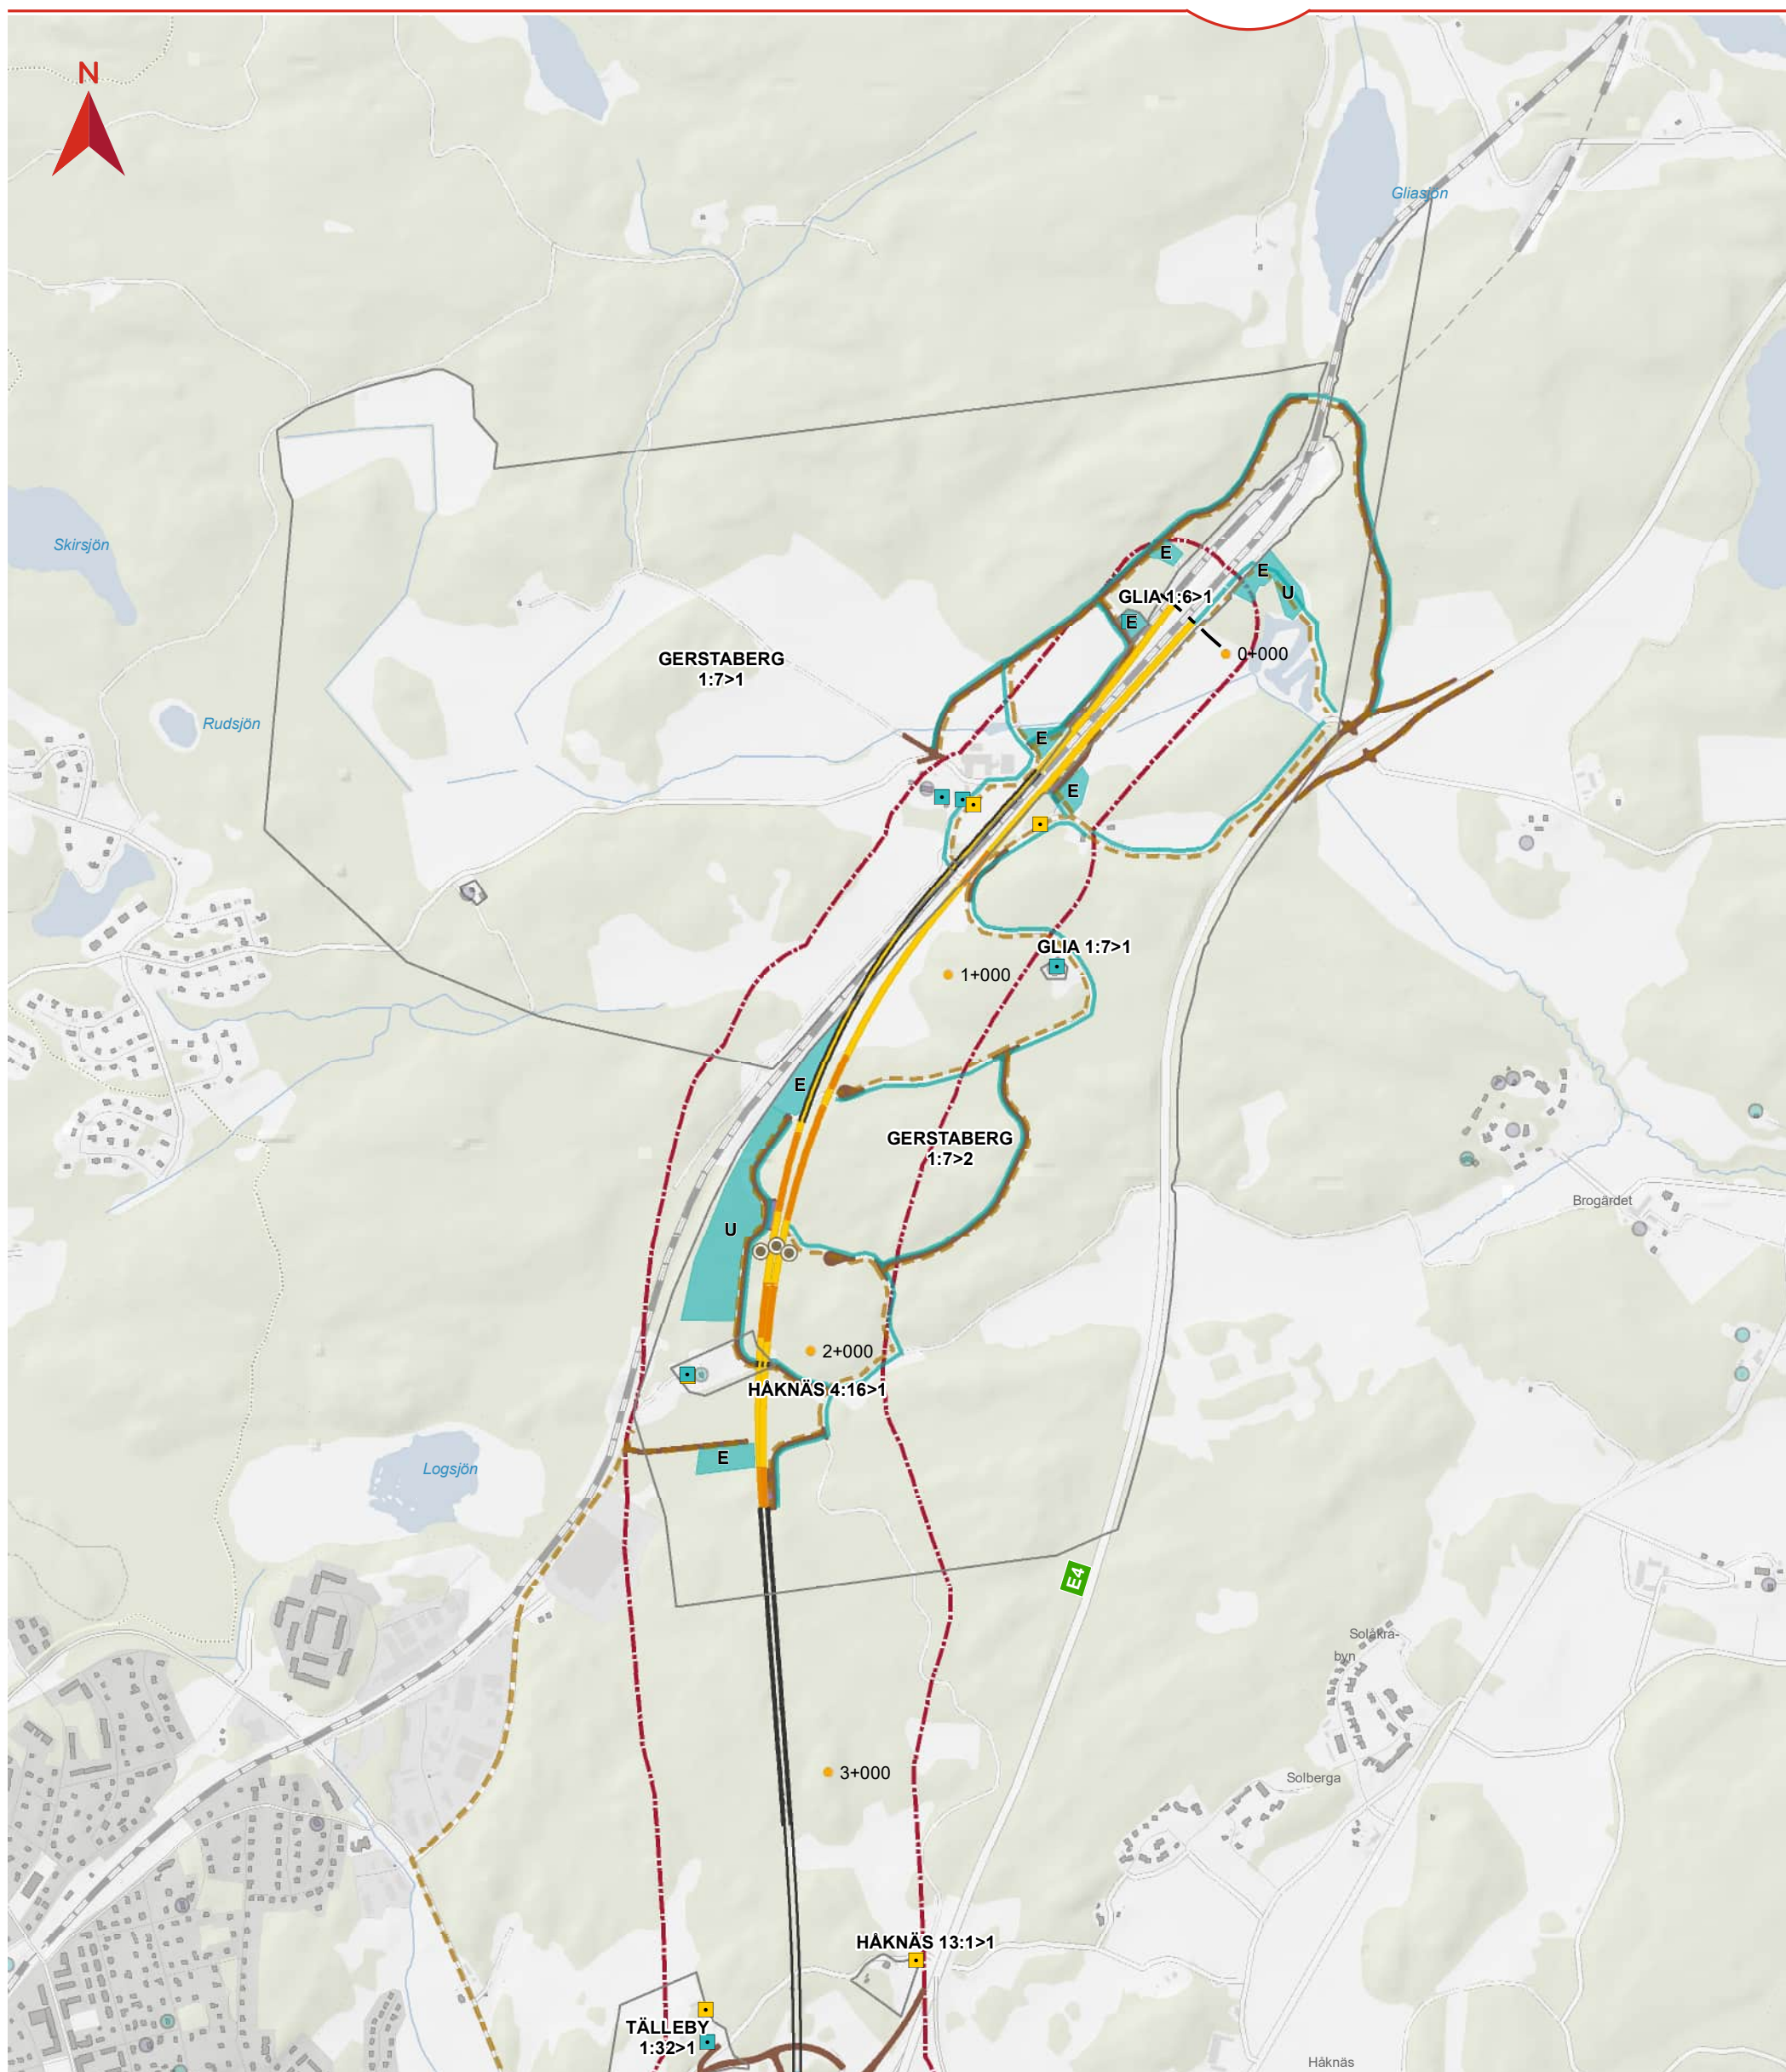 N
Gliasjön
Skirsjön
E
E
U
GLIA 1:6>1
E
0+000
GERSTABERG
1:7>1
Rudsjön
E
E
GLIA 1:7>1
1+000
E
GERSTABERG
1:7>2
Brogärdet
U
2+000
HÅKNÄS 4:16>1
E
Logsjön
E4
Solåkra-
byn
3+000
Solberga
HÅKNÄS 13:1>1
TÄLLEBY
1:32>1
Håknäs